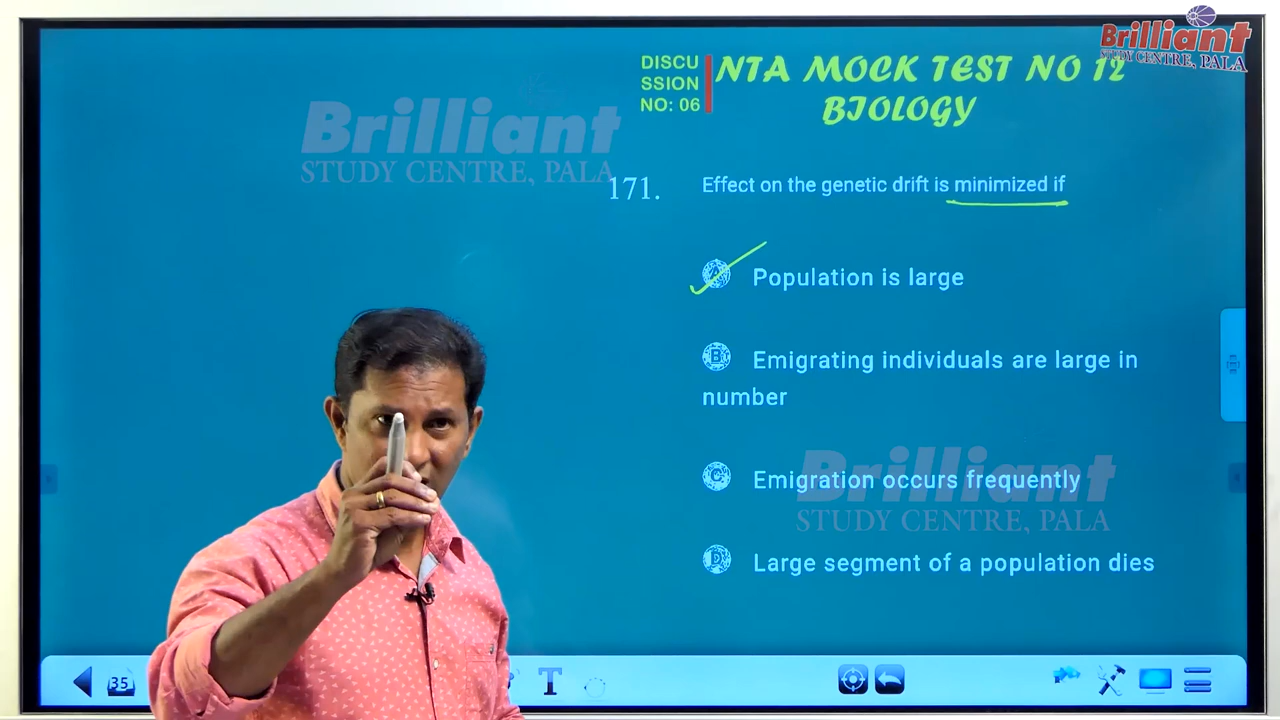 Brilliant
STUDY CENTRE, PALA
DISCU
SSION
NO: 06
NTA MOCK TEST NO 12
BIOLOGY
Brilliant
STUDY CENTRE, PALA
171. Effect on the genetic drift is minimized if
A Population is large
B Emigrating individuals are large in
number
C Emigration occurs frequently
D Large segment of a population dies
Brilliant
STUDY CENTRE, PALA
35
T